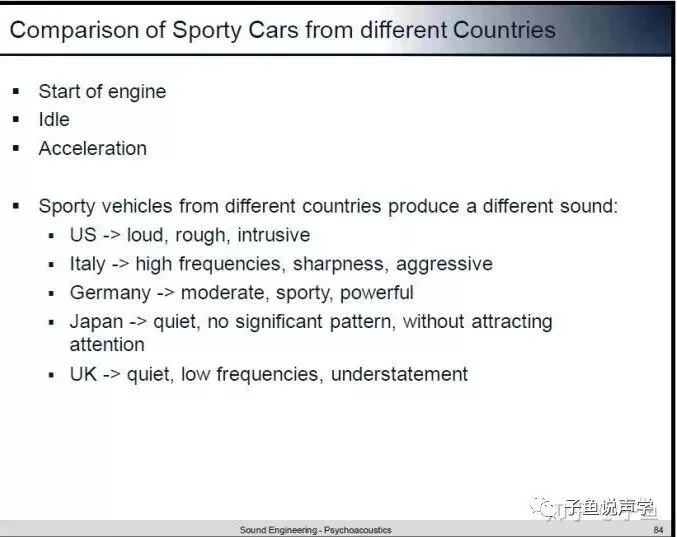 Comparison of Sporty Cars from different Countries
▪ Start of engine
▪ Idle
▪ Acceleration
▪ Sporty vehicles from different countries produce a different sound:
▪ US -> loud, rough, intrusive
▪ Italy -> high frequencies, sharpness, aggressive
▪ Germany -> moderate, sporty, powerful
▪ Japan -> quiet, no significant pattern, without attracting
attention
▪ UK -> quiet, low frequencies, understatement
子鱼说声学
Sound Engineering - Psychoacoustics 84